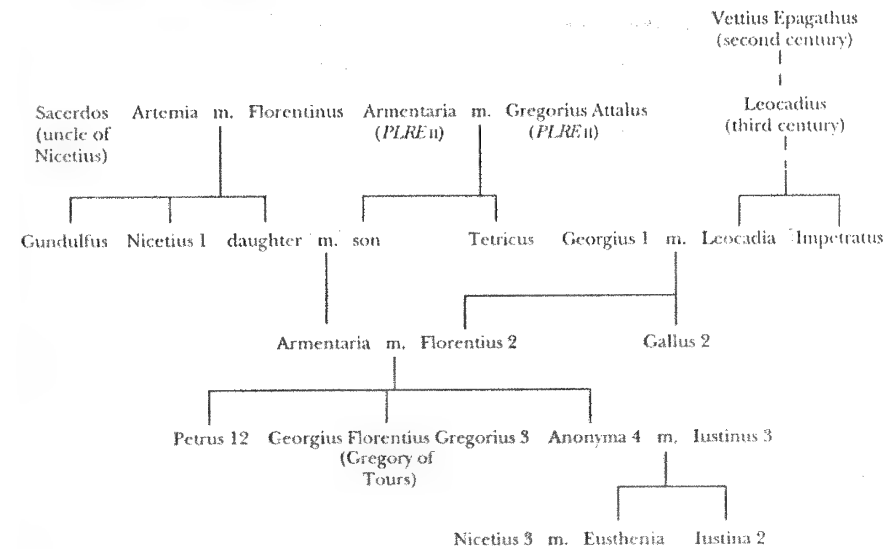 Vettius Epagathus
(second century)
Sacerdos Artemia m. Florentinus Armentaria m. Gregorius Attalus Leocadius
(uncle of (PLRE II) (PLRE II) (third century)
Nicetius)
Gundulfus Nicetius 1 daughter m. son Tetricus Georgius 1 m. Leocadia Impetratus
Armentaria m. Florentius 2 Gallus 2
Petrus 12 Georgius Florentius Gregorius 3 Anonyma 4 m. Iustinus 3
(Gregory of
Tours)
Nicetius 3 m. Eusthenia Iustina 2